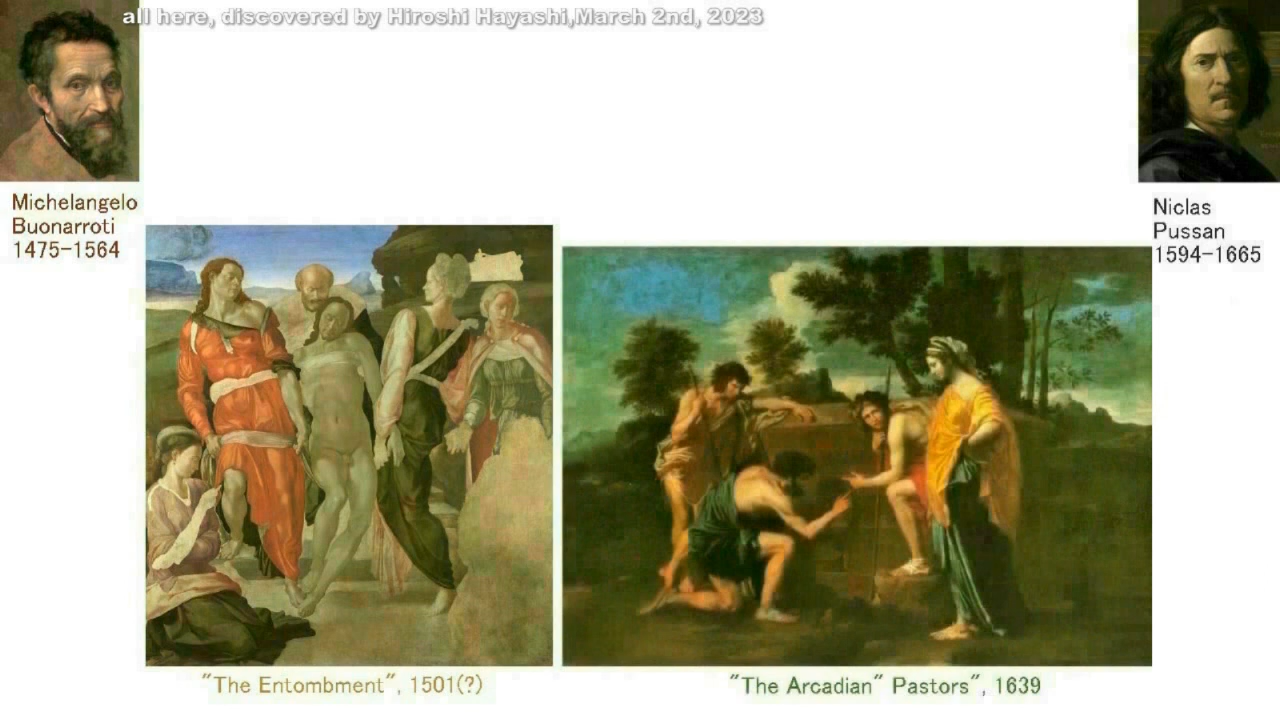 all here, discovered by Hiroshi Hayashi,March 2nd, 2023
Michelangelo
Buonarroti
1475-1564
Niclas
Pussan
1594-1665
"The Entombment", 1501(?)
"The Arcadian" Pastors", 1639